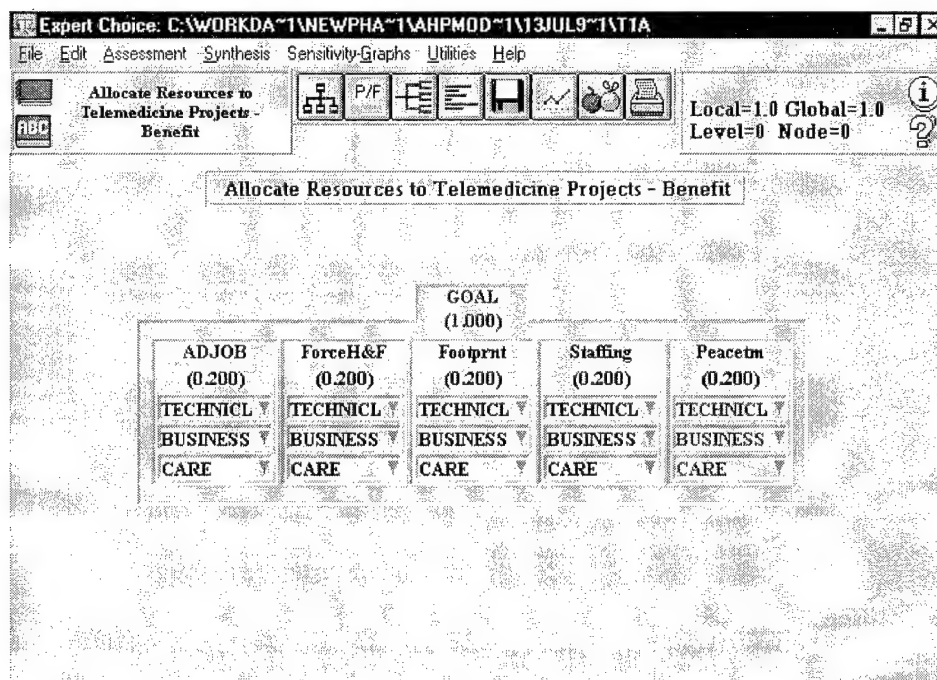 Expert Choice: C:\WORKDA~1\NEWPHA~1\AHPMOD~1\13JUL9~1\T1A
File Edit Assessment Synthesis Sensitivity-Graphs Utilities Help
Allocate Resources to
Telemedicine Projects -
Benefit
ABC
P/F
Local=1.0 Global=1.0
Level=0 Node=0
Allocate Resources to Telemedicine Projects - Benefit
GOAL
(1.000)
ADJOB ForceH&F Footprnt Staffing Peacetm
(0.200) (0.200) (0.200) (0.200) (0.200)
TECHNICL TECHNICL TECHNICL TECHNICL TECHNICL
BUSINESS BUSINESS BUSINESS BUSINESS BUSINESS
CARE CARE CARE CARE CARE